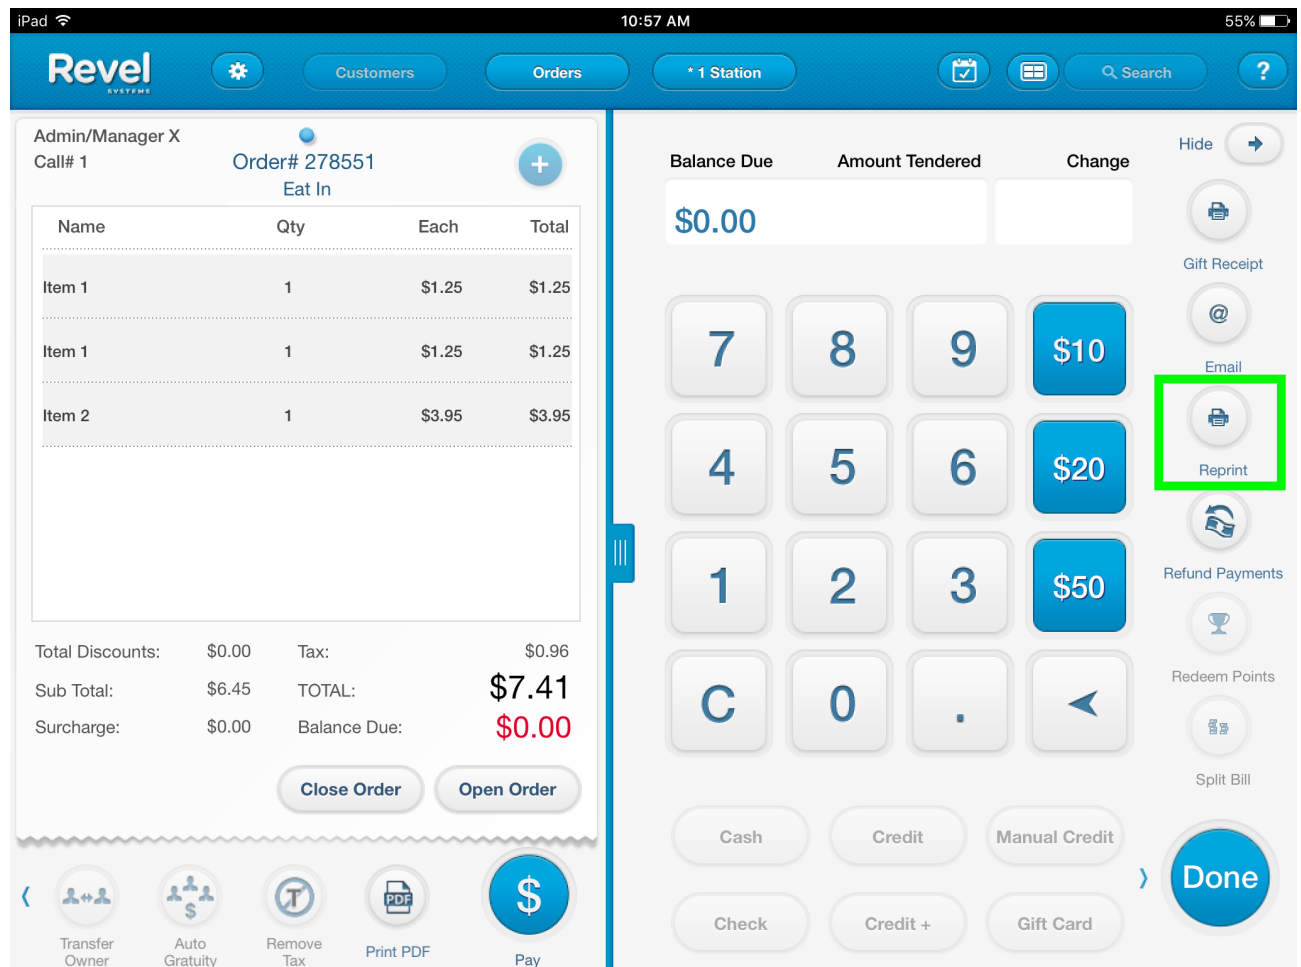 iPad 10:57 AM 55%
Revel
SYSTEMS
Customers Orders * 1 Station Search ?
Admin/Manager X
Call# 1
Order# 278551
Eat In
+
Name Qty Each Total
Item 1 1 $1.25 $1.25
Item 1 1 $1.25 $1.25
Item 2 1 $3.95 $3.95
Total Discounts: $0.00 Tax: $0.96
Sub Total: $6.45 TOTAL: $7.41
Surcharge: $0.00 Balance Due: $0.00
Close Order Open Order
Transfer
Owner
Auto
Gratuity
Remove
Tax
PDF
Print PDF
$
Pay
Balance Due Amount Tendered Change
$0.00
7 8 9 $10
4 5 6 $20
1 2 3 $50
C 0 .
Cash Credit Manual Credit
Check Credit + Gift Card
Hide
Gift Receipt
@
Email
Reprint
Refund Payments
Redeem Points
Split Bill
Done